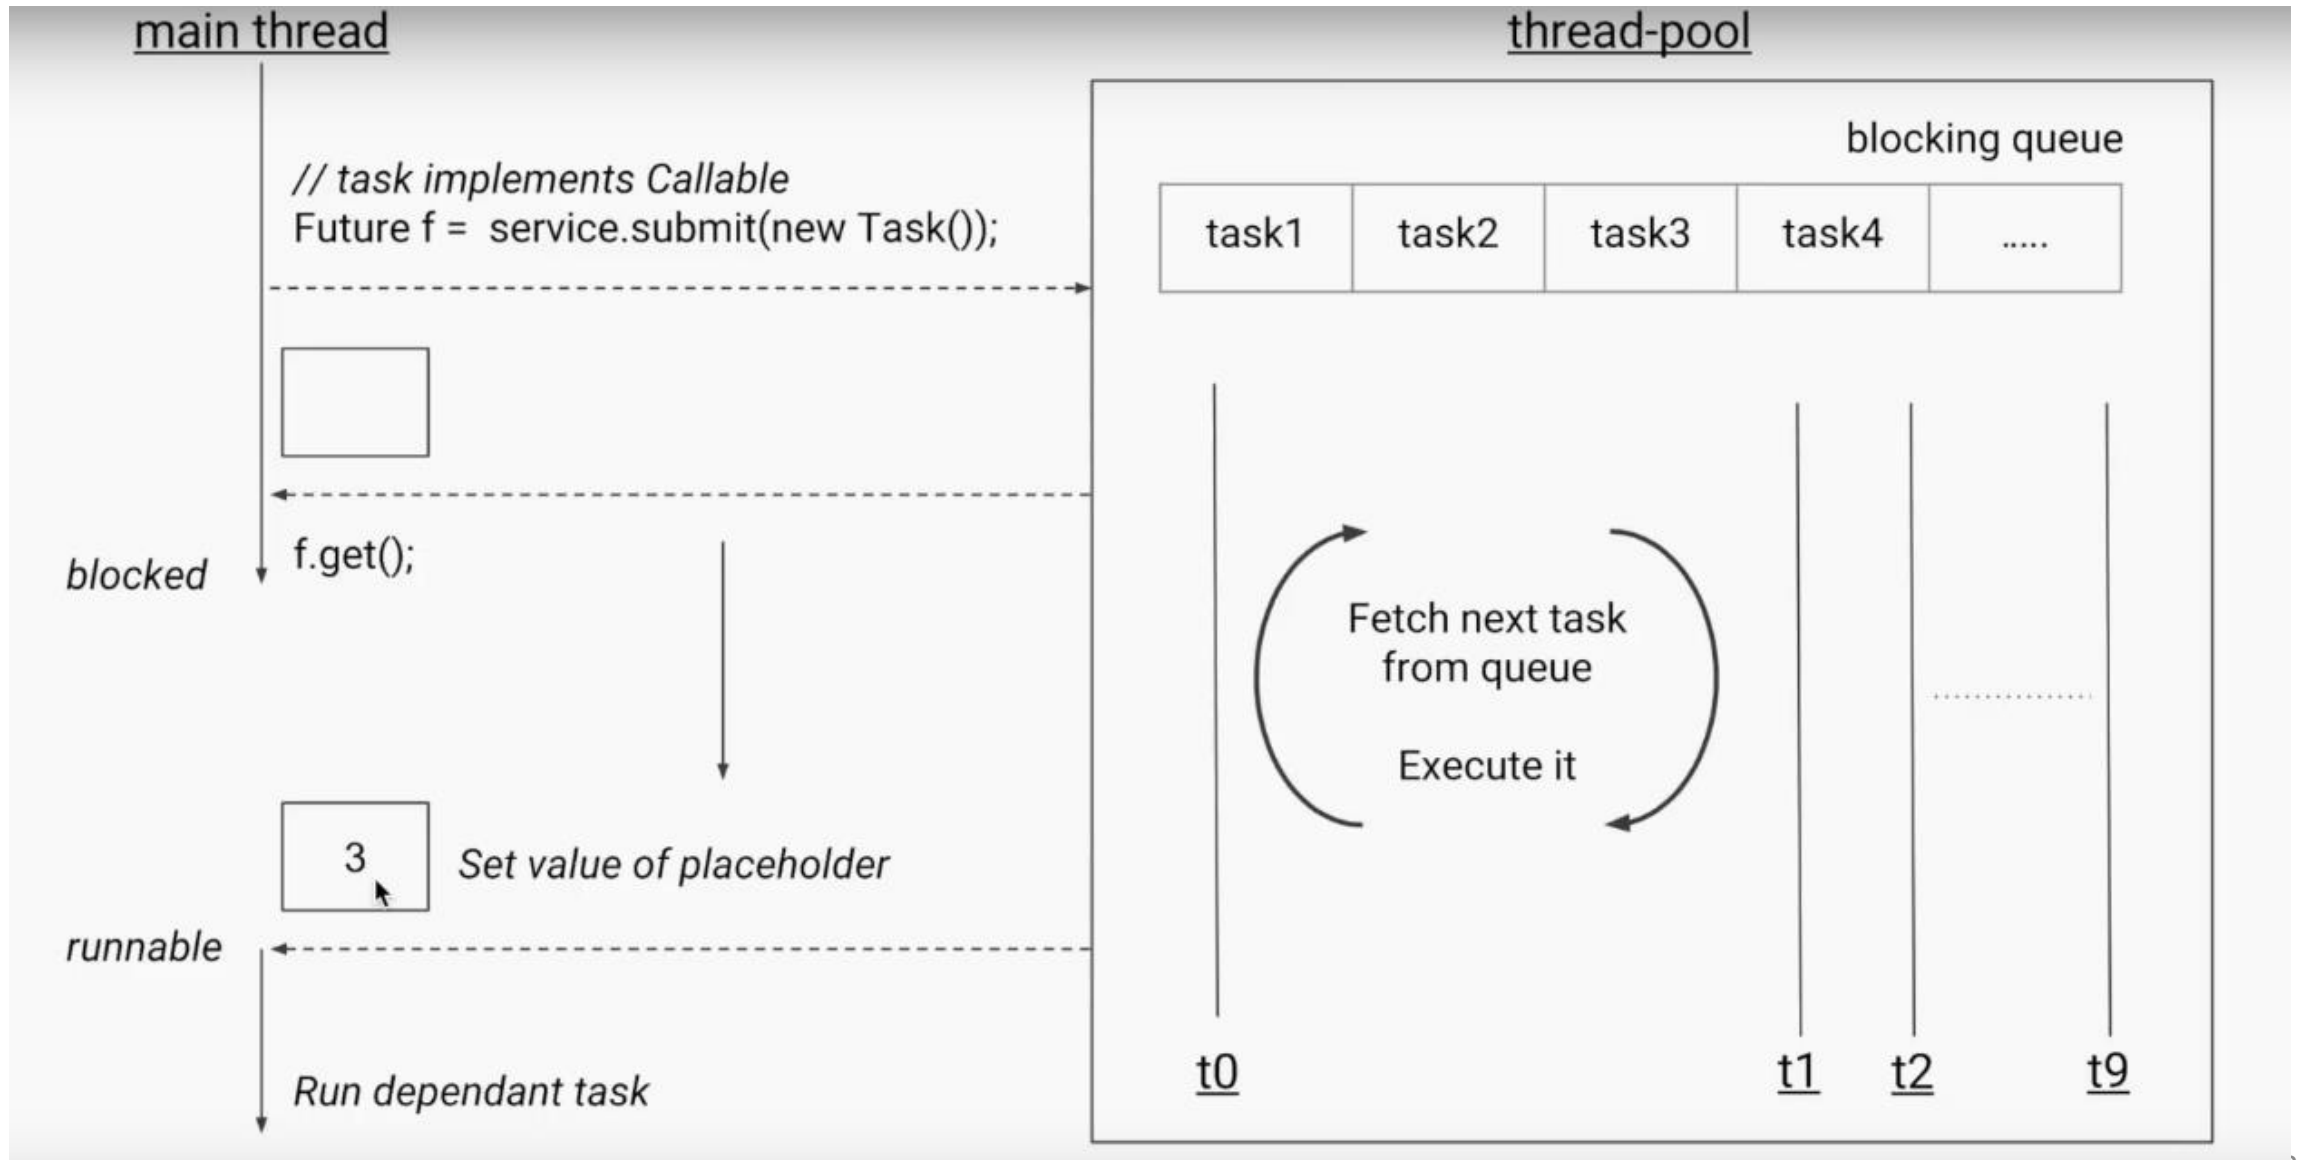 main thread
thread-pool
// task implements Callable
Future f = service.submit(new Task());
blocking queue
task1 task2 task3 task4 .....
blocked
f.get();
Fetch next task
from queue
Execute it
3
Set value of placeholder
runnable
Run dependant task
t0 t1 t2 t9